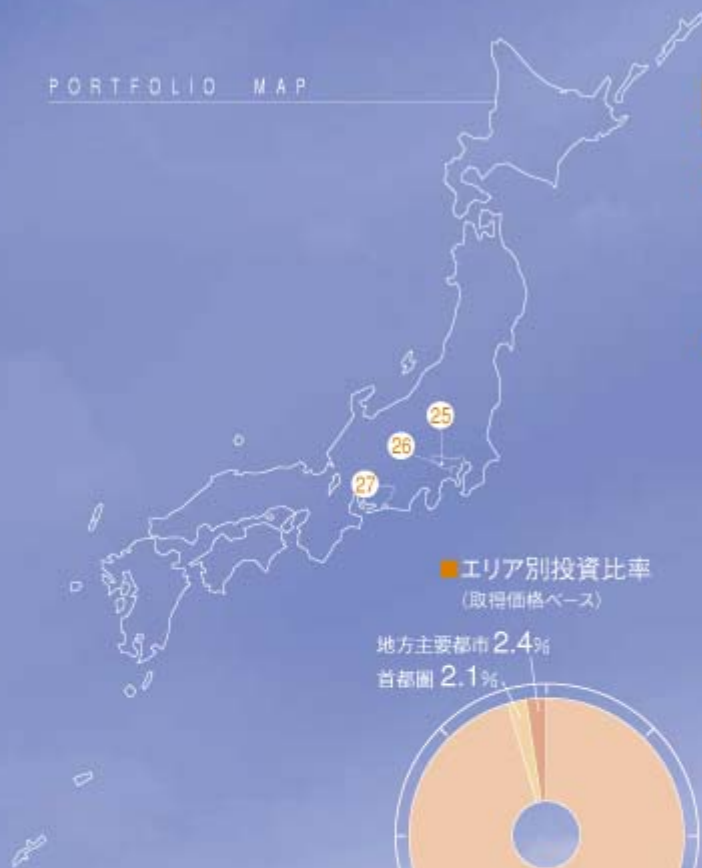 PORTFOLIO MAP
25
26
27
■エリア別投資比率
（取得価格ベース）
地方主要都市 2.4%
首都圏 2.1%